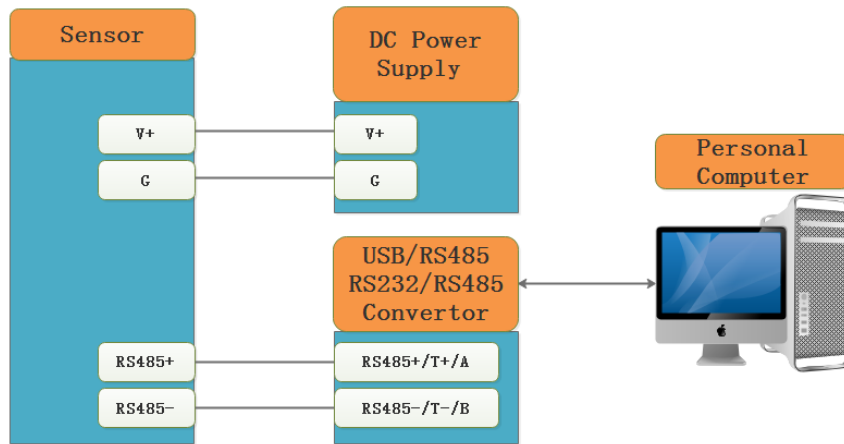 Sensor
DC Power
Supply
V+
V+
G
G
Personal
Computer
USB/RS485
RS232/RS485
Convertor
RS485+
RS485+/T+/A
RS485-
RS485-/T-/B